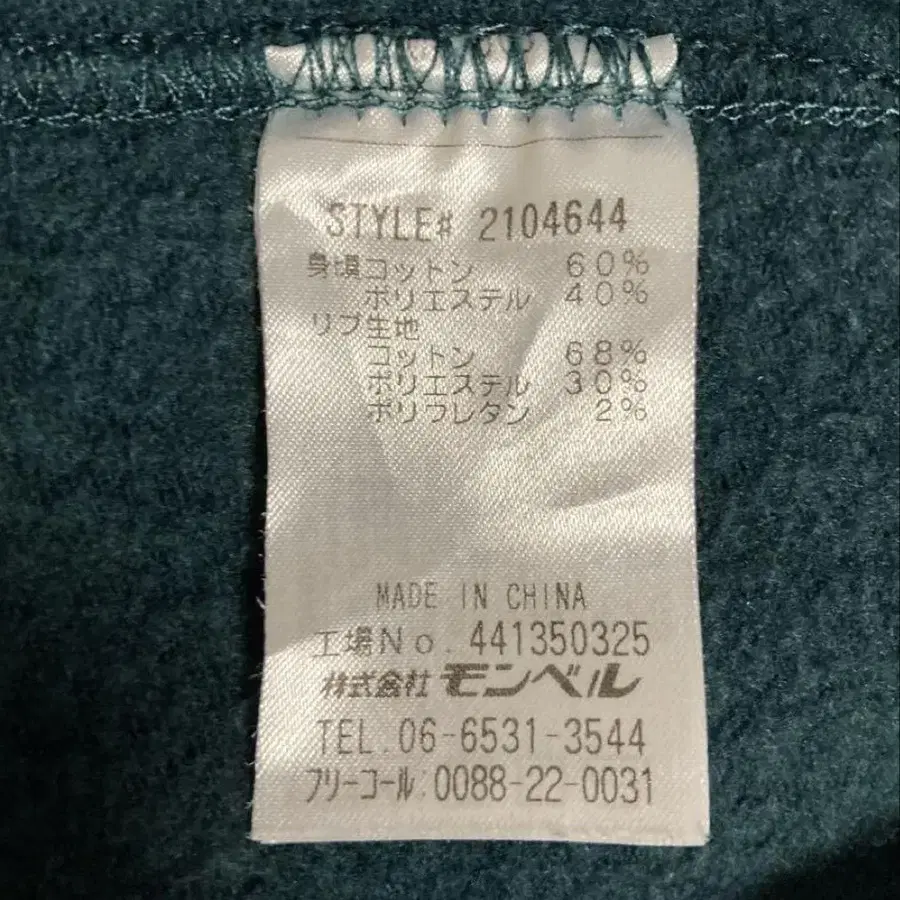 STYLE# 2104644
身頃コットン 60%
ポリエステル 40%
リブ生地
コットン 68%
ポリエステル 30%
ポリウレタン 2%
MADE IN CHINA
工場No. 441350325
株式会社モンベル
TEL.06-6531-3544
フリーコール:0088-22-0031